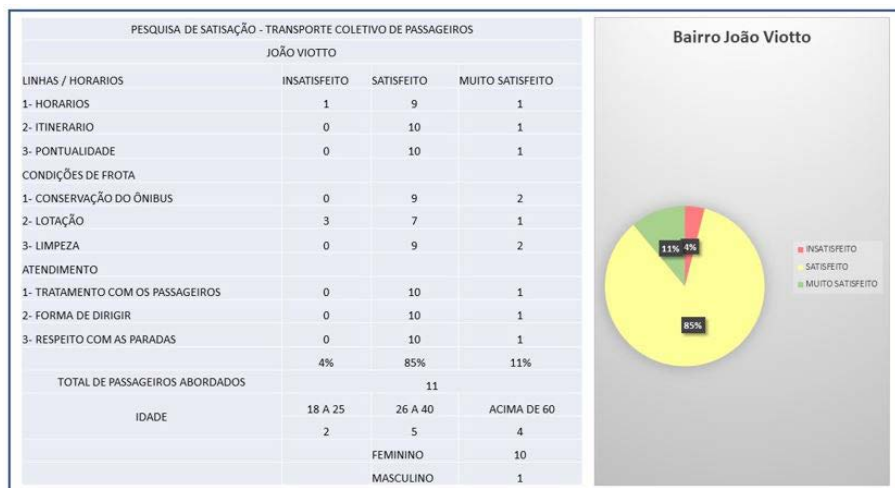 PESQUISA DE SATISAÇÃO - TRANSPORTE COLETIVO DE PASSAGEIROS
JOÃO VIOTTO
LINHAS / HORARIOS INSATISFEITO SATISFEITO MUITO SATISFEITO
1- HORARIOS 1 9 1
2- ITINERARIO 0 10 1
3- PONTUALIDADE 0 10 1
CONDIÇÕES DE FROTA
1- CONSERVAÇÃO DO ÔNIBUS 0 9 2
2- LOTAÇÃO 3 7 1
3- LIMPEZA 0 9 2
ATENDIMENTO
1- TRATAMENTO COM OS PASSAGEIROS 0 10 1
2- FORMA DE DIRIGIR 0 10 1
3- RESPEITO COM AS PARADAS 0 10 1
4% 85% 11%
TOTAL DE PASSAGEIROS ABORDADOS 11
IDADE 18 A 25 26 A 40 ACIMA DE 60
2 5 4
FEMININO 10
MASCULINO 1
Bairro João Viotto
11% 4%
85%
INSATISFEITO
SATISFEITO
MUITO SATISFEITO